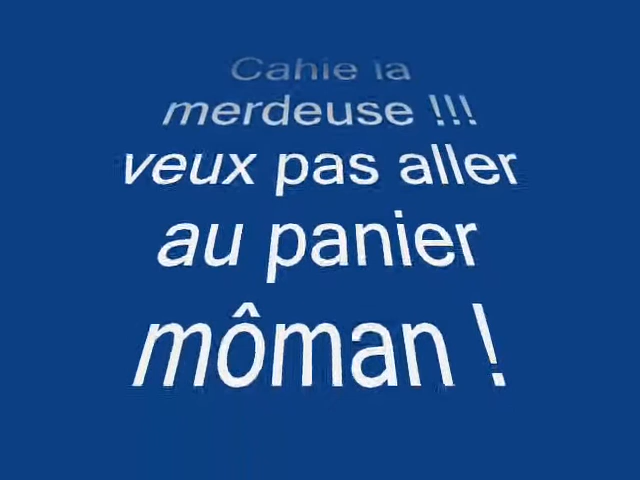 Cahie la
merdeuse !!!
veux pas aller
au panier
môman !